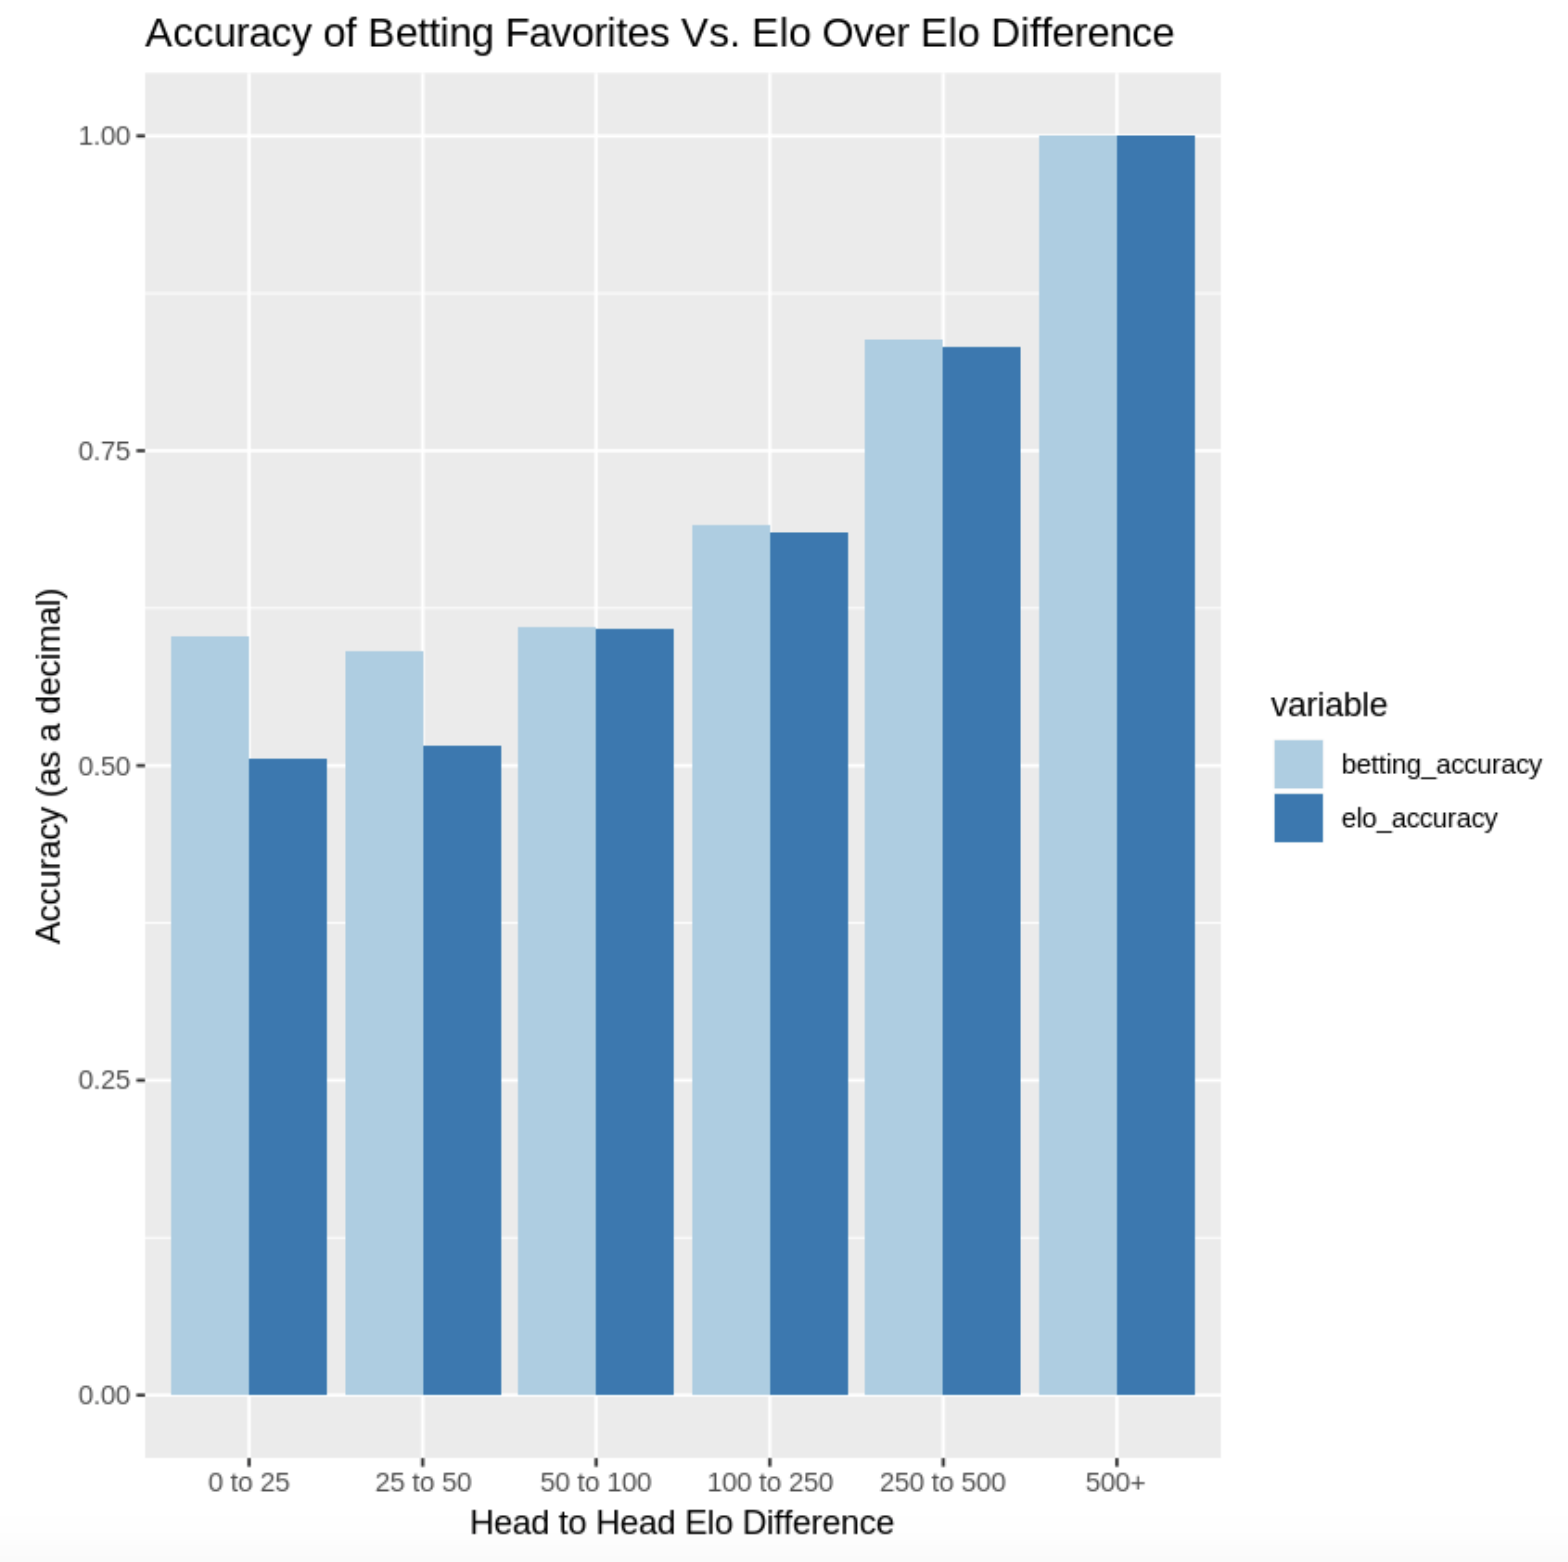 Accuracy of Betting Favorites Vs. Elo Over Elo Difference
1.00
0.75
0.50
0.25
0.00
Accuracy (as a decimal)
0 to 25
25 to 50
50 to 100
100 to 250
250 to 500
500+
Head to Head Elo Difference
variable
betting_accuracy
elo_accuracy